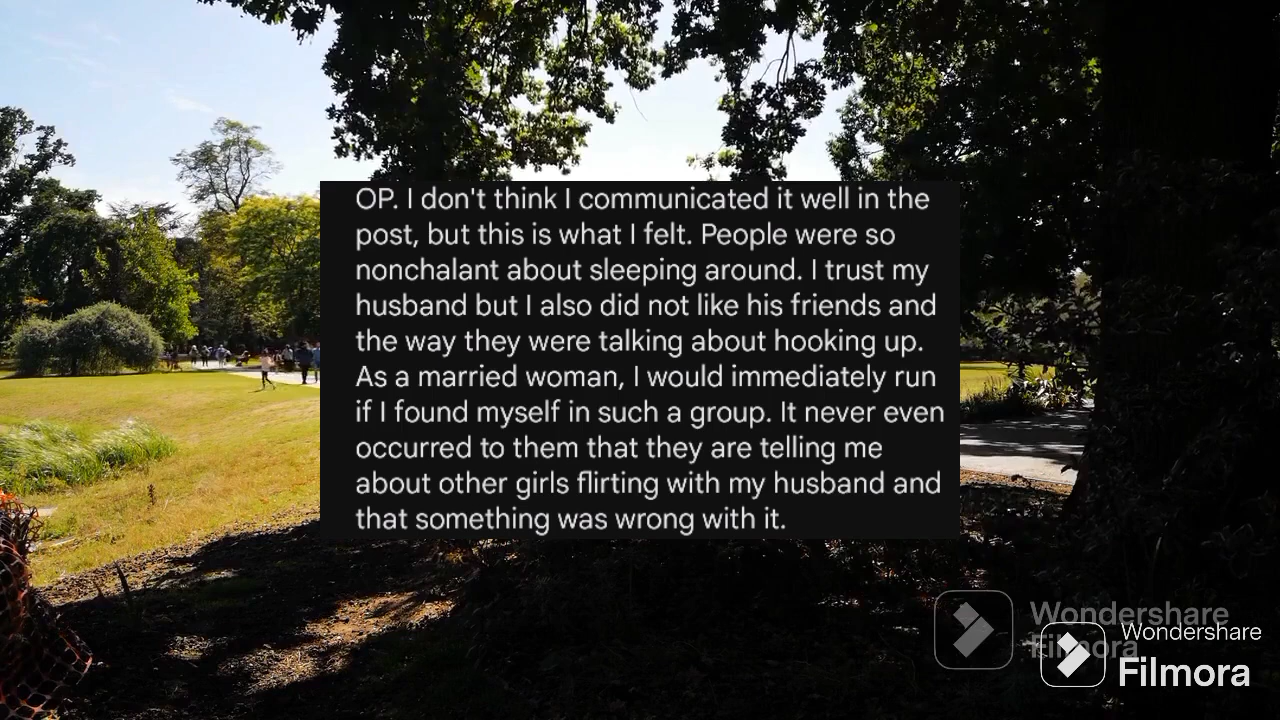 OP. I don't think I communicated it well in the
post, but this is what I felt. People were so
nonchalant about sleeping around. I trust my
husband but I also did not like his friends and
the way they were talking about hooking up.
As a married woman, I would immediately run
if I found myself in such a group. It never even
occurred to them that they are telling me
about other girls flirting with my husband and
that something was wrong with it.
Wondershare
Filmora
Wondershare
Filmora